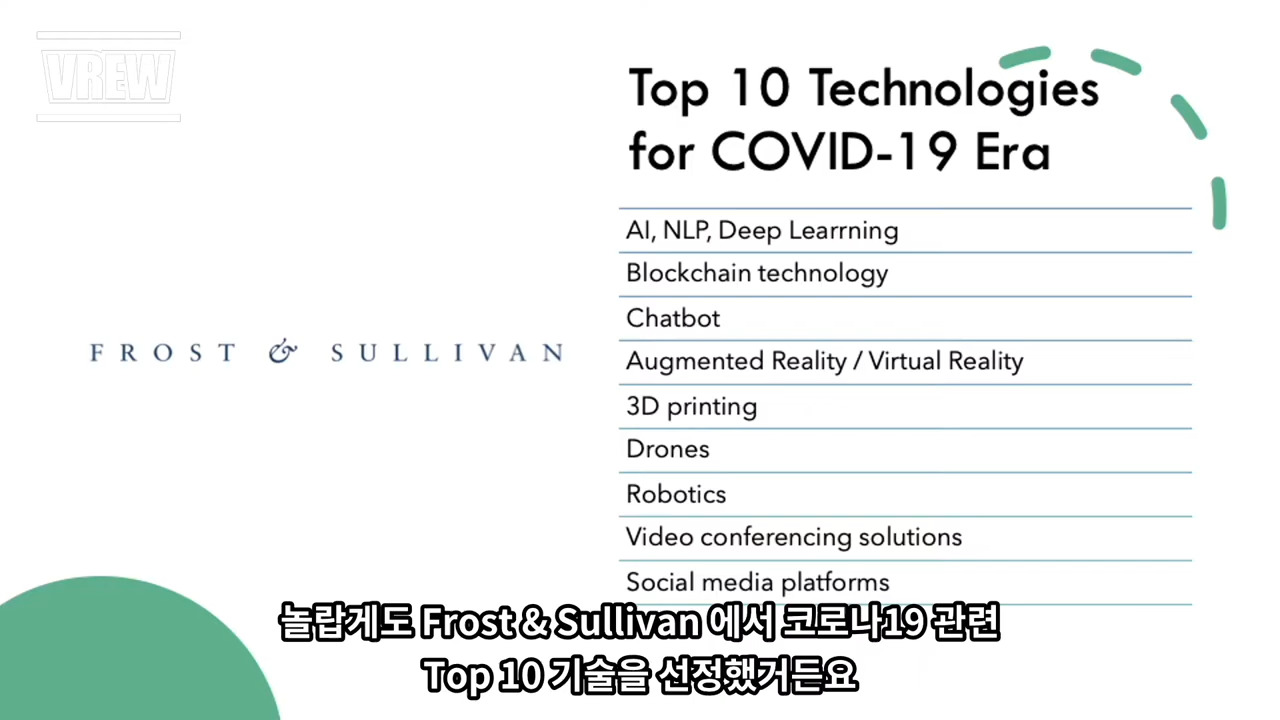 VREW
Top 10 Technologies
for COVID-19 Era
AI, NLP, Deep Learrning
Blockchain technology
Chatbot
Augmented Reality / Virtual Reality
FROST & SULLIVAN
3D printing
Drones
Robotics
Video conferencing solutions
Social media platforms
놀랍게도 Frost & Sullivan 에서 코로나19 관련
Top 10 기술을 선정했거든요